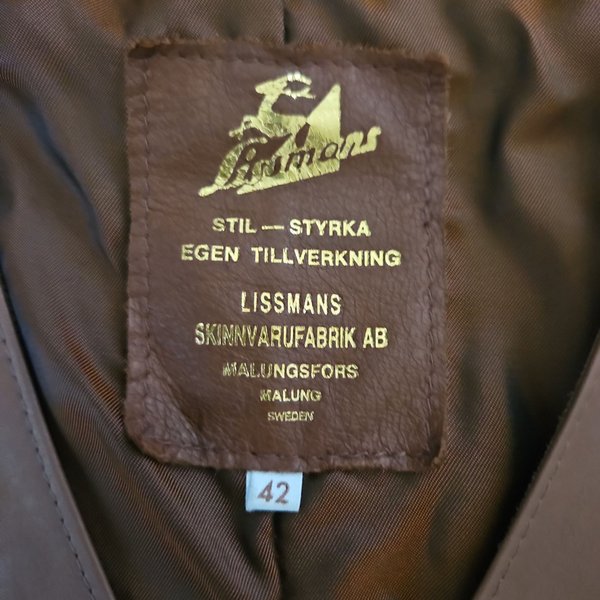 Lissmans
STIL — STYRKA
EGEN TILLVERKNING
LISSMANS
SKINNVARUFABRIK AB
MALUNGSFORS
MALUNG
SWEDEN
42